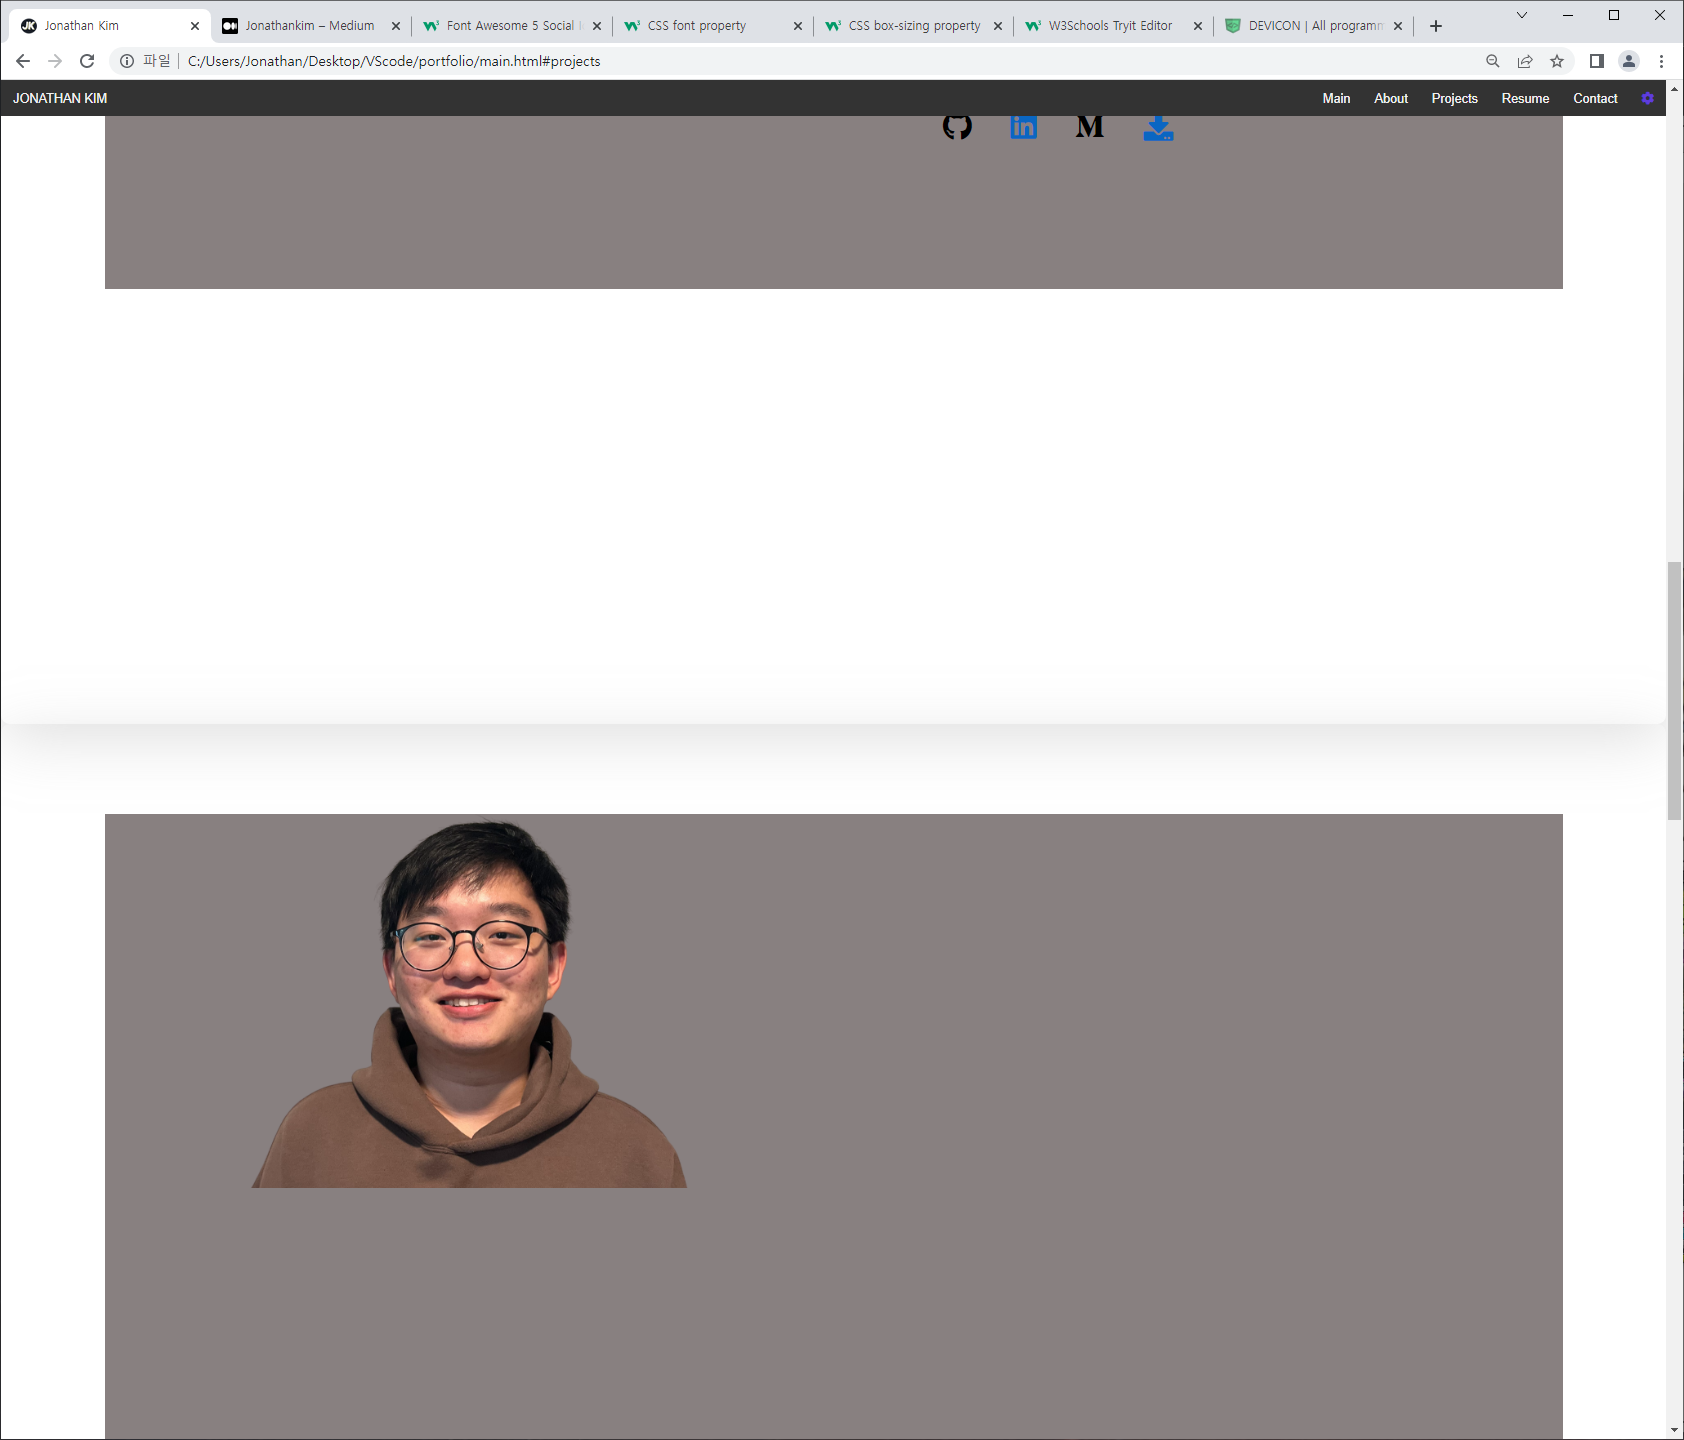 JK Jonathan Kim
Jonathankim – Medium
Font Awesome 5 Social I
CSS font property
CSS box-sizing property
W3Schools Tryit Editor
DEVICON | All programm
파일 C:/Users/Jonathan/Desktop/VScode/portfolio/main.html#projects
JONATHAN KIM Main About Projects Resume Contact
in M